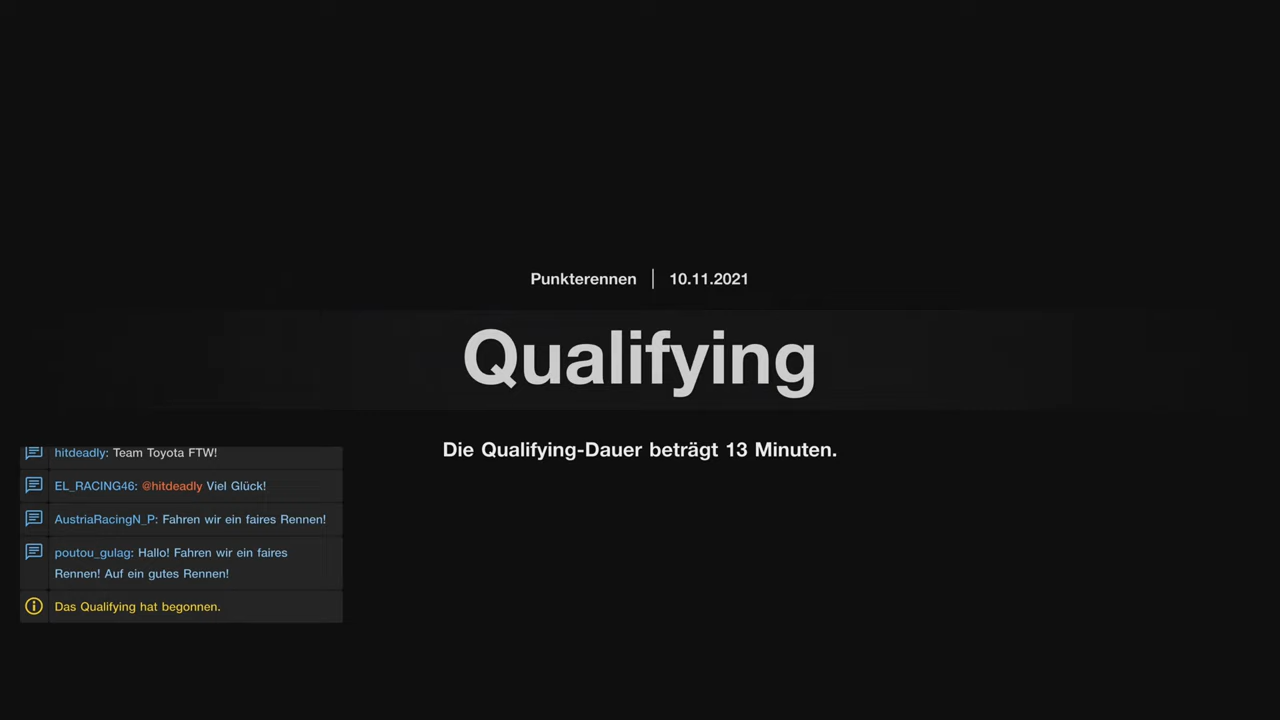 Punkterennen | 10.11.2021
Qualifying
Die Qualifying-Dauer beträgt 13 Minuten.
hitdeadly: Team Toyota FTW!
EL_RACING46: @hitdeadly Viel Glück!
AustriaRacingN_P: Fahren wir ein faires Rennen!
poutou_gulag: Hallo! Fahren wir ein faires
Rennen! Auf ein gutes Rennen!
Das Qualifying hat begonnen.